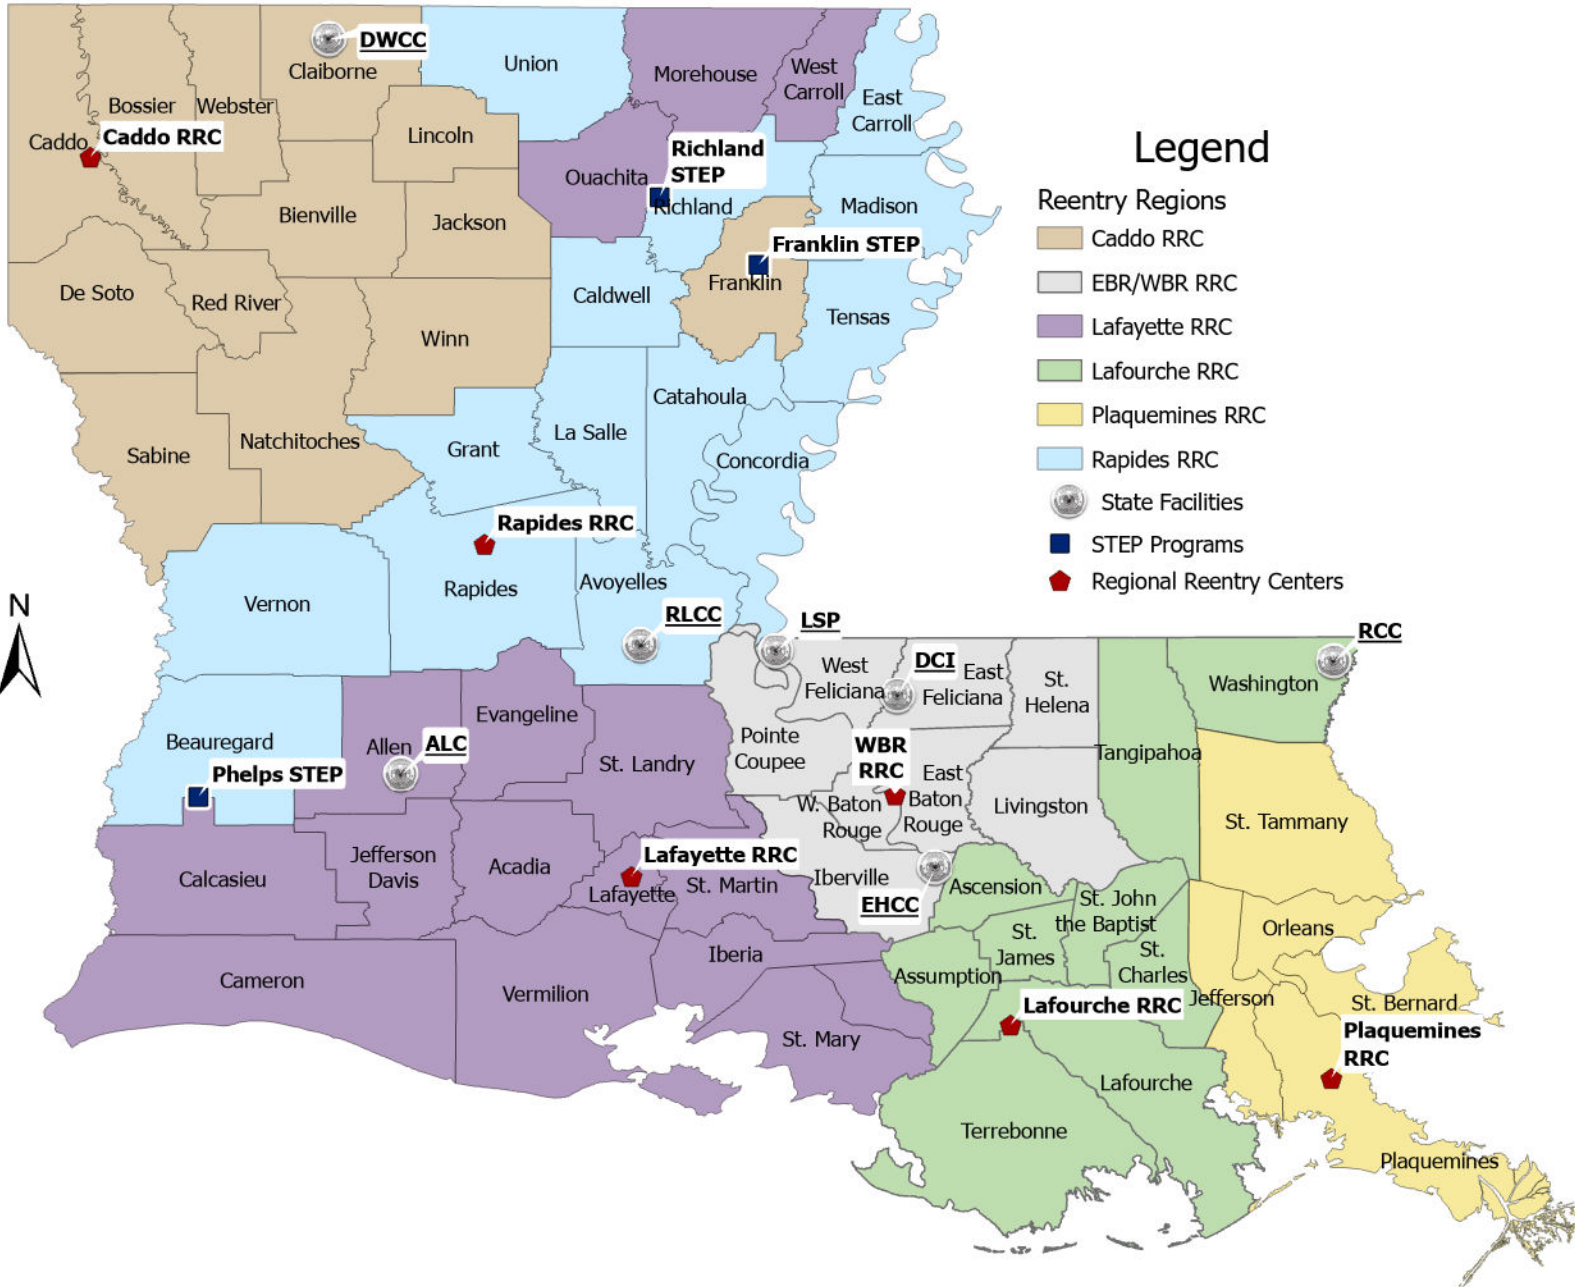 DWCC
Claiborne
Union
Morehouse
West
Carroll
East
Carroll
Bossier
Webster
Caddo
Caddo RRC
Lincoln
Richland
STEP
Ouachita
Richland
Madison
Bienville
Jackson
Franklin STEP
Franklin
De Soto
Red River
Caldwell
Tensas
Winn
Catahoula
La Salle
Natchitoches
Sabine
Grant
Concordia
Rapides RRC
Rapides
Avoyelles
Vernon
RLCC
LSP
RCC
West
Feliciana
DCI
East
Feliciana
St.
Helena
Washington
Evangeline
Beauregard
Allen
ALC
Pointe
Coupee
WBR
RRC
Tangipahoa
St. Landry
Phelps STEP
East
Baton
Rouge
W. Baton
Rouge
Livingston
St. Tammany
Jefferson
Davis
Acadia
Calcasieu
Lafayette RRC
Lafayette
St. Martin
Iberville
EHCC
Ascension
St. John
the Baptist
St.
James
St.
Charles
Orleans
Iberia
Assumption
Cameron
Vermilion
Jefferson
St. Bernard
Lafourche RRC
Plaquemines
RRC
St. Mary
Lafourche
Terrebonne
Plaquemines
N
Legend
Reentry Regions
Caddo RRC
EBR/WBR RRC
Lafayette RRC
Lafourche RRC
Plaquemines RRC
Rapides RRC
State Facilities
STEP Programs
Regional Reentry Centers